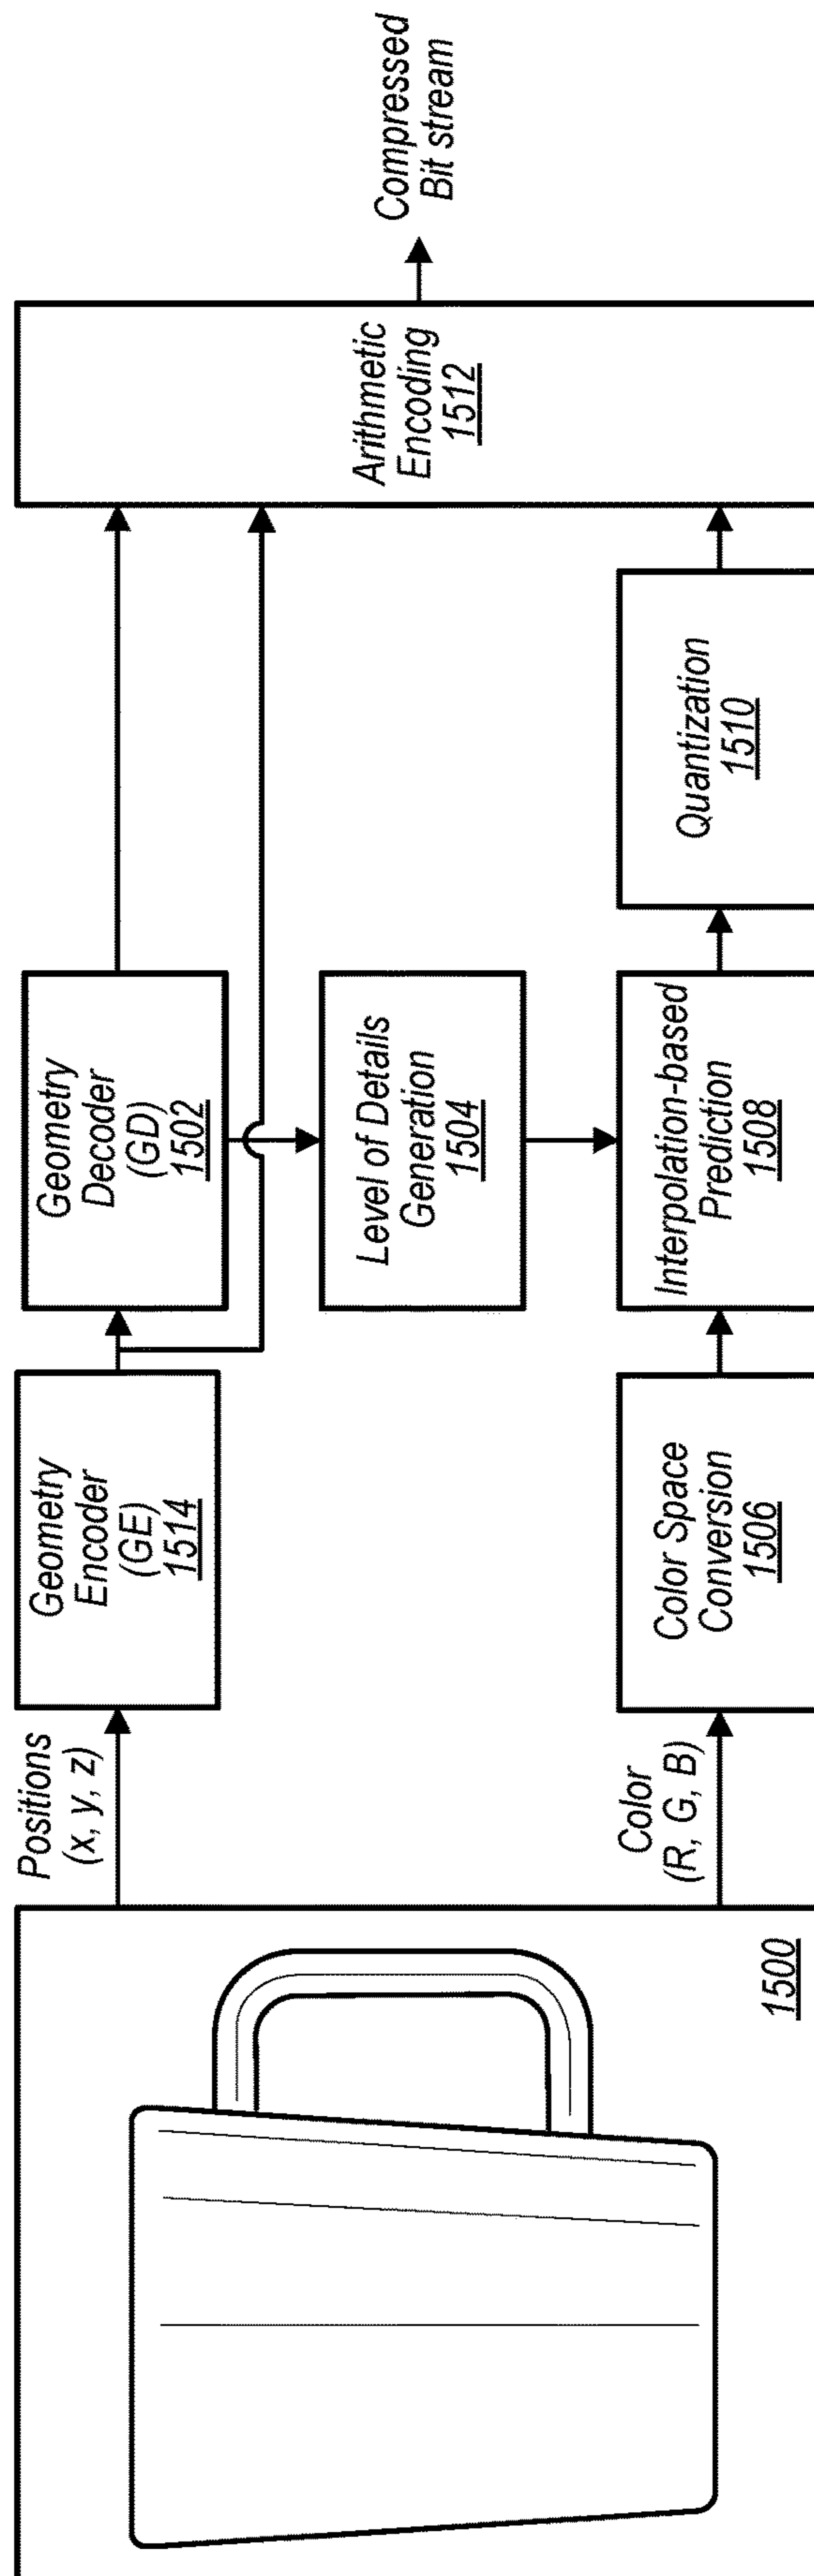 1500
Positions
(x, y, z)
Color
(R, G, B)
Geometry
Encoder
(GE)
1514
Color Space
Conversion
1506
Geometry
Decoder
(GD)
1502
Level of Details
Generation
1504
Interpolation-based
Prediction
1508
Quantization
1510
Arithmetic
Encoding
1512
Compressed
Bit stream